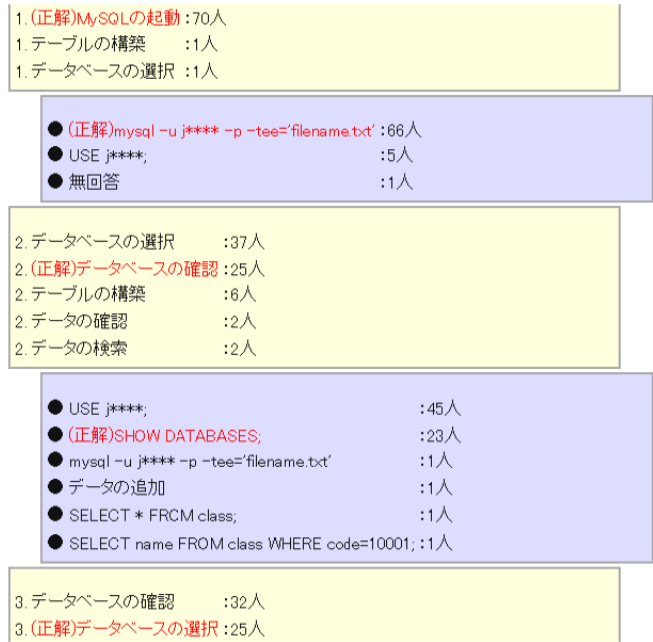 1.(正解)MySQLの起動:70人
1.テーブルの構築 :1人
1.データベースの選択:1人
● (正解)mysql -u j**** -p -tee='filename.txt':66人
● USE j****; :5人
● 無回答 :1人
2.データベースの選択 :37人
2.(正解)データベースの確認:25人
2.テーブルの構築 :6人
2.データの確認 :2人
2.データの検索 :2人
● USE j****; :45人
● (正解)SHOW DATABASES; :23人
● mysql -u j**** -p -tee='filename.txt' :1人
● データの追加 :1人
● SELECT * FRCM class; :1人
● SELECT name FROM class WHERE code=10001;:1人
3.データベースの確認 :32人
3.(正解)データベースの選択:25人